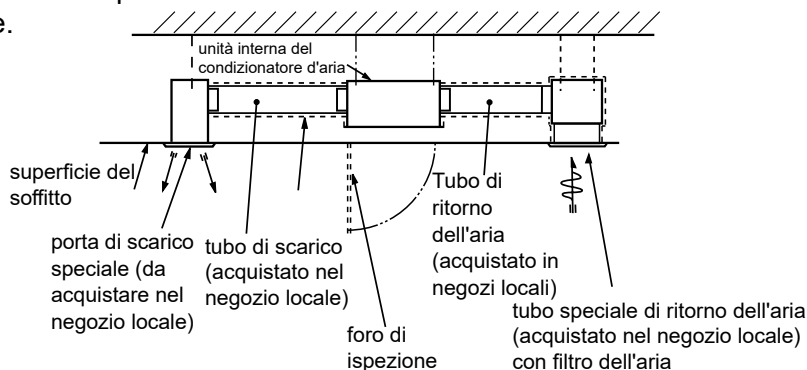 e.
unità interna del
condizionatore d'aria
superficie del
soffitto
porta di scarico
speciale (da
acquistare nel
negozio locale)
tubo di scarico
(acquistato nel
negozio locale)
foro di
ispezione
Tubo di
ritorno
dell'aria
(acquistato in
negozi locali)
tubo speciale di ritorno dell'aria
(acquistato nel negozio locale)
con filtro dell'aria